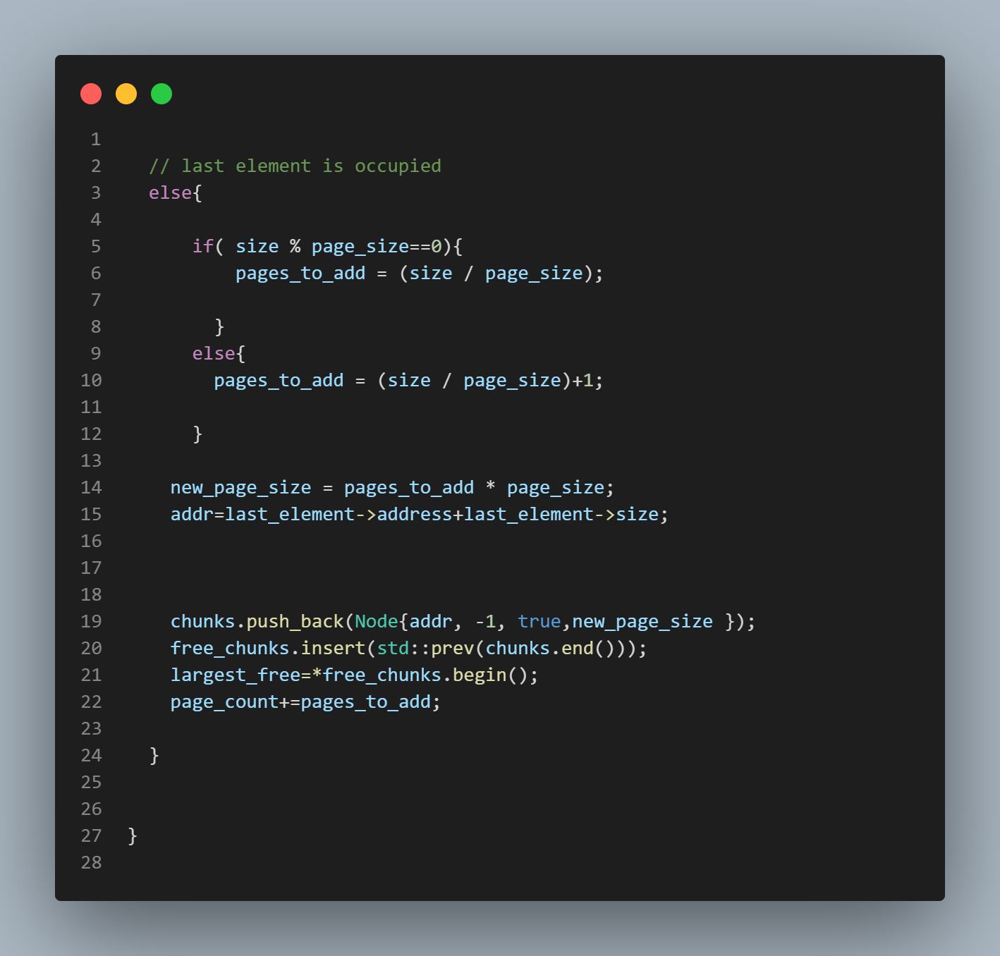 1
2 // last element is occupied
3 else{
4
5 if( size % page_size==0){
6 pages_to_add = (size / page_size);
7
8 }
9 else{
10 pages_to_add = (size / page_size)+1;
11
12 }
13
14 new_page_size = pages_to_add * page_size;
15 addr=last_element->address+last_element->size;
16
17
18
19 chunks.push_back(Node{addr, -1, true,new_page_size });
20 free_chunks.insert(std::prev(chunks.end()));
21 largest_free=*free_chunks.begin();
22 page_count+=pages_to_add;
23
24 }
25
26
27 }
28